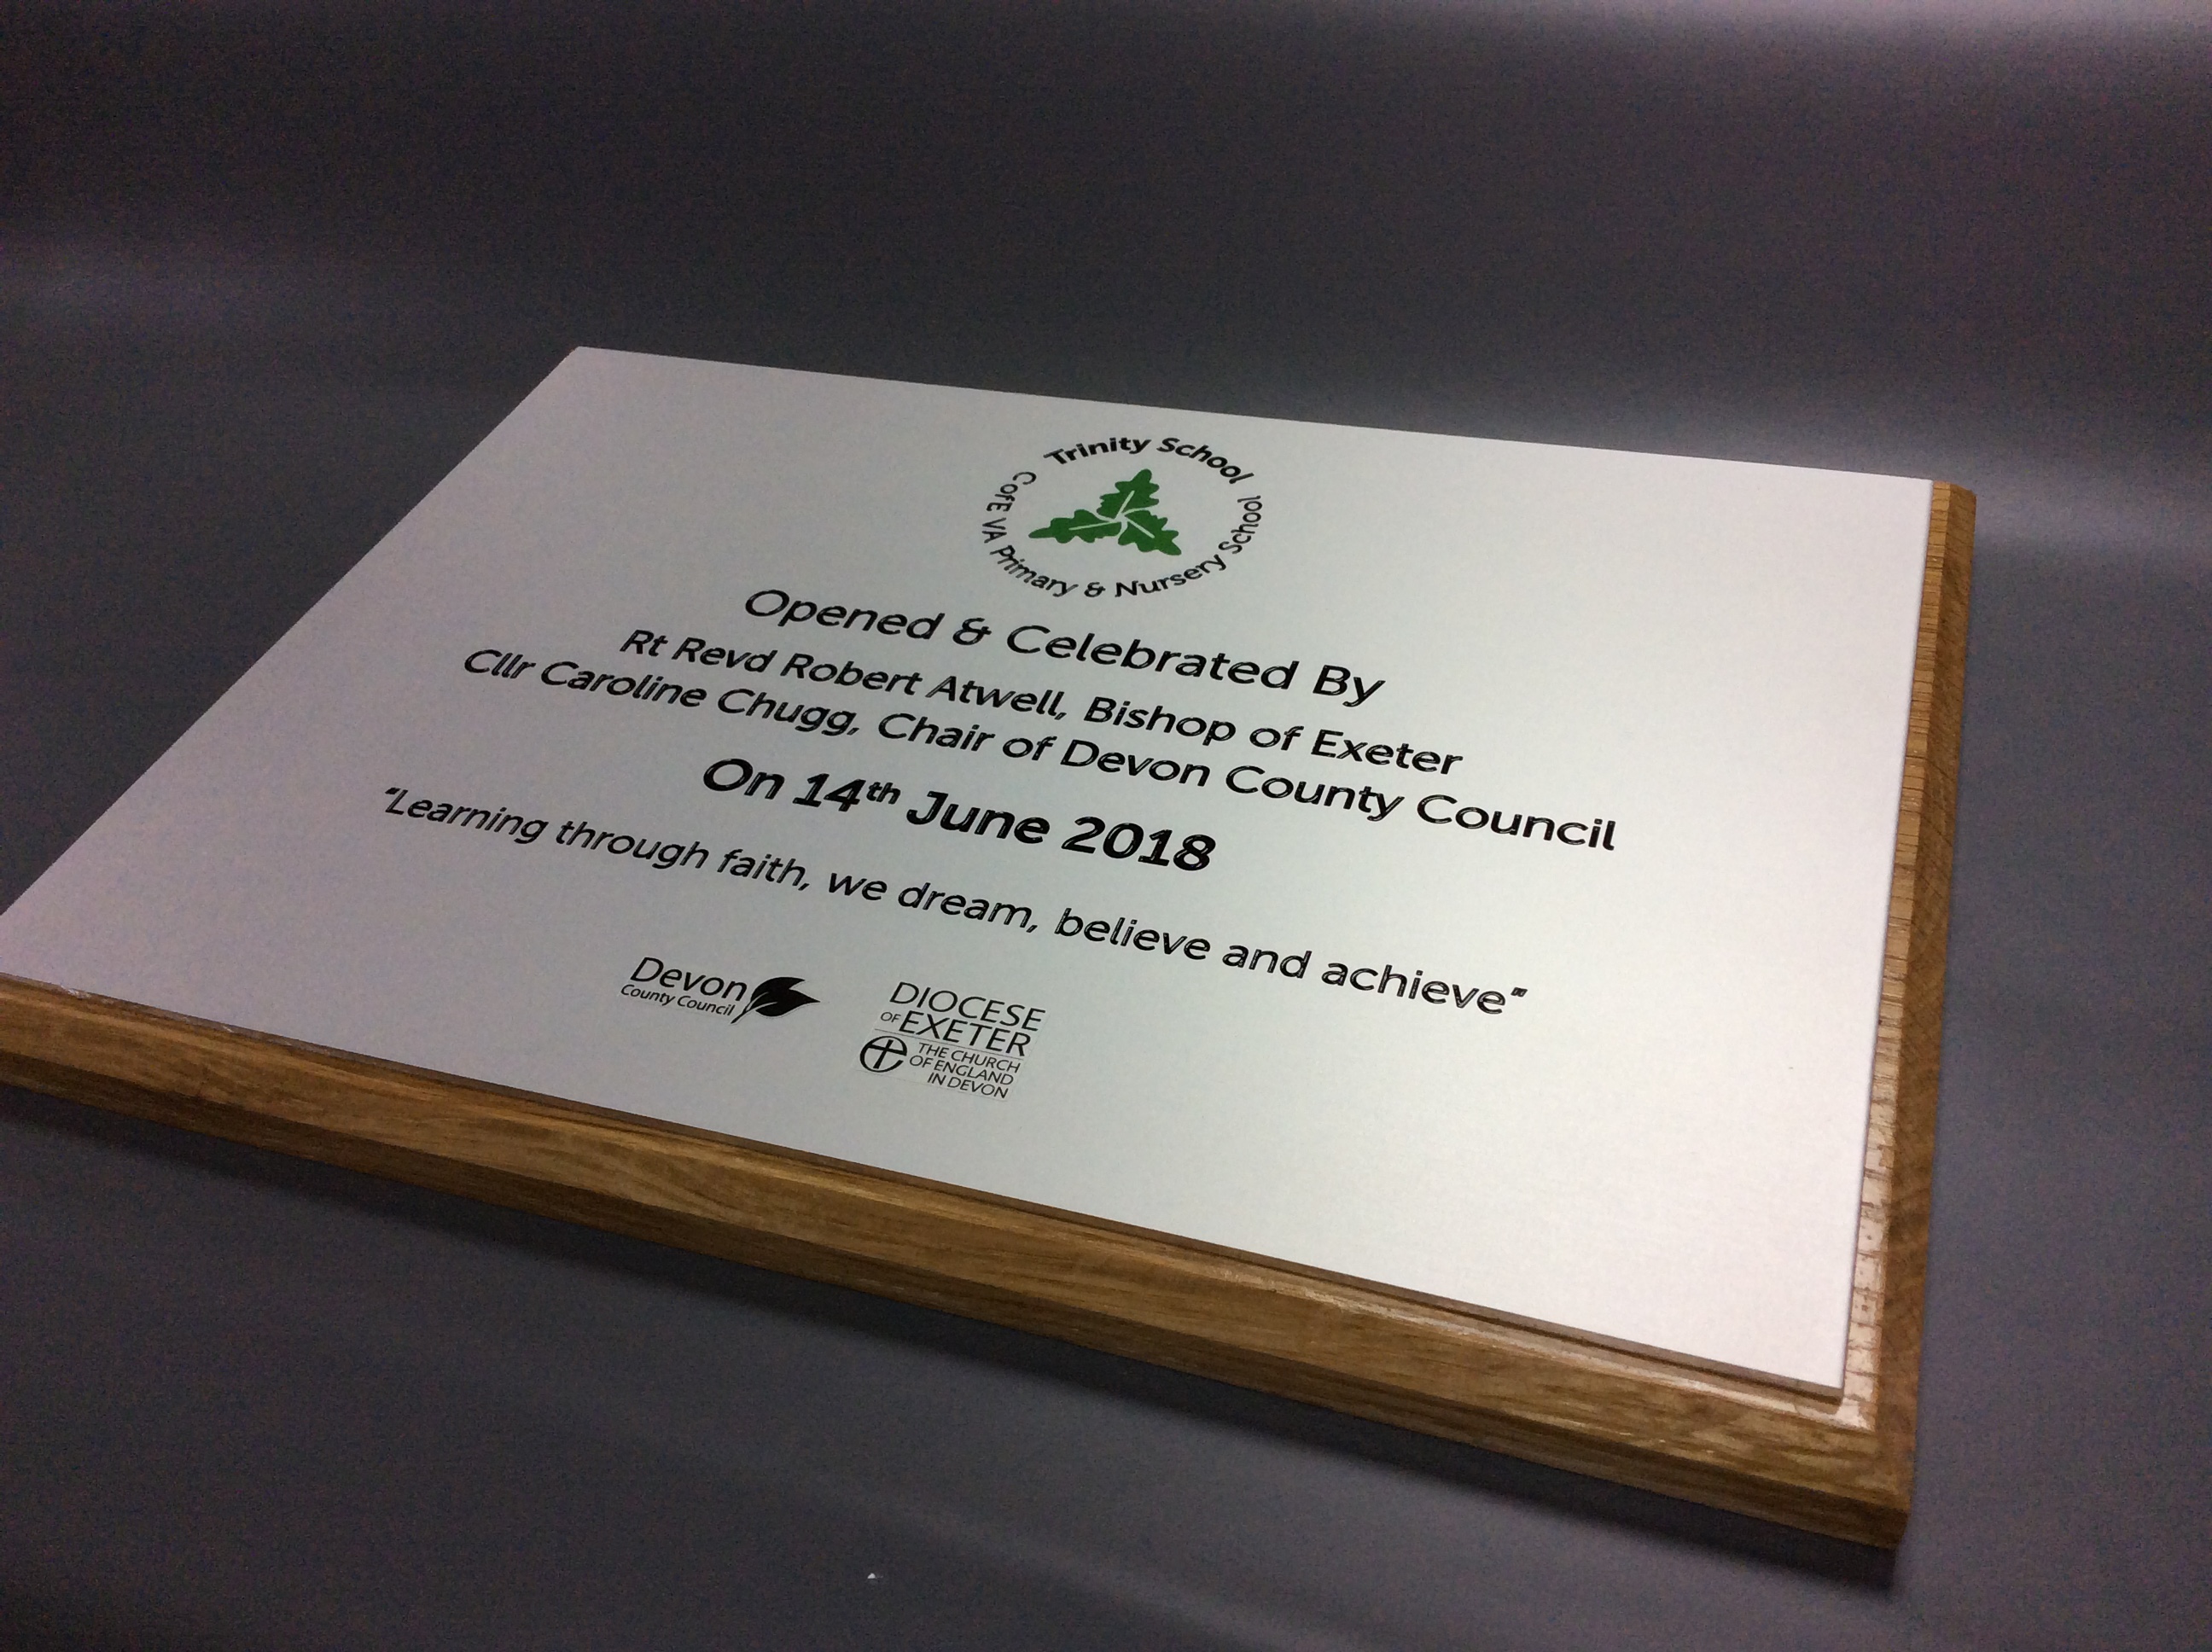 Trinity School
CofE VA Primary & Nursery School
Opened & Celebrated By
Rt Revd Robert Atwell, Bishop of Exeter
Cllr Caroline Chugg, Chair of Devon County Council
On 14th June 2018
“Learning through faith, we dream, believe and achieve”
Devon
County Council
DIOCESE
OF EXETER
THE CHURCH
OF ENGLAND
IN DEVON